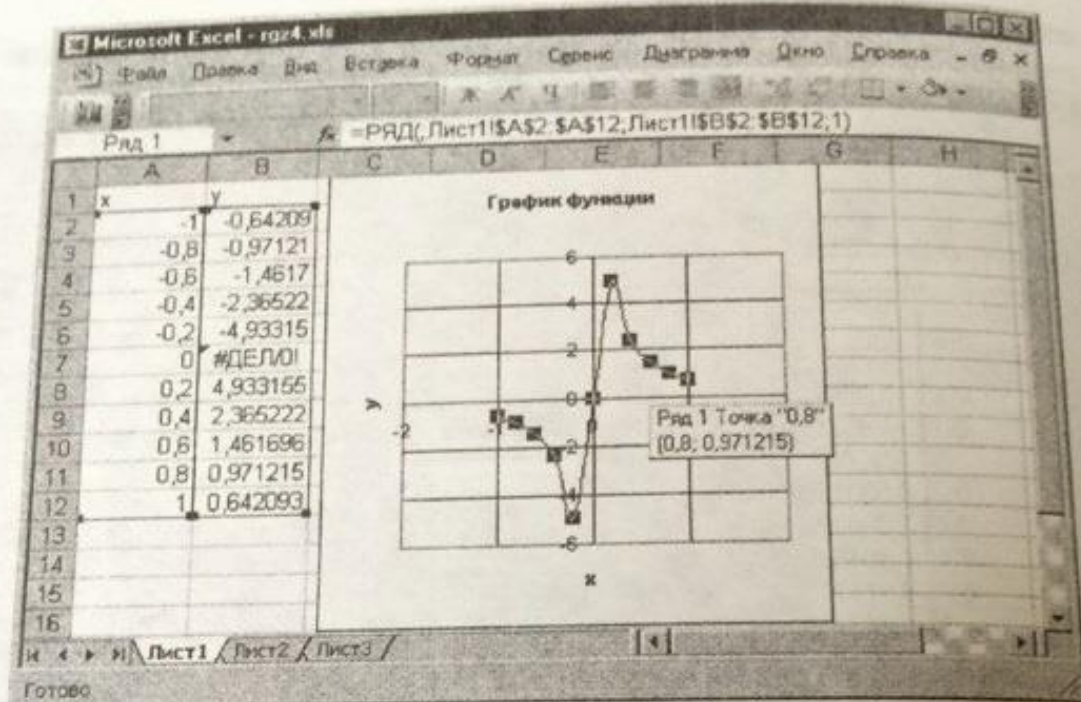 Microsoft Excel - rgz4.xls
Файл Правка Вид Вставка Формат Сервис Диаграмма Окно Справка
Ж К Ч
Ряд 1 fx =РЯД(;Лист1!$A$2:$A$12;Лист1!$B$2:$B$12;1)
A B C D E F G H
1 x y
2 -1 -0,64209
3 -0,8 -0,97121
4 -0,6 -1,4617
5 -0,4 -2,36522
6 -0,2 -4,93315
7 0 #ДЕЛ/0!
8 0,2 4,933155
9 0,4 2,365222
10 0,6 1,461696
11 0,8 0,971215
12 1 0,642093
13
14
15
16
График функции
6
4
2
0
-2 -1 0
-2
-4
-6
y
x
Ряд 1 Точка "0,8"
(0,8; 0,971215)
Лист1 Лист2 Лист3
Готово